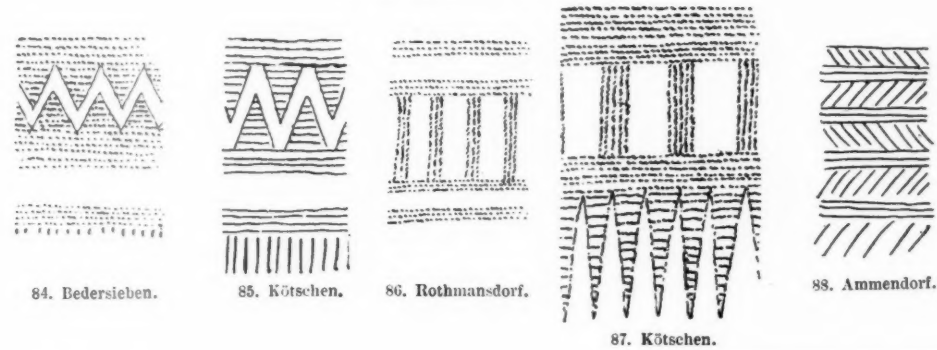 84. Bedersieben.
85. Kötschen.
86. Rothmansdorf.
87. Kötschen.
88. Ammendorf.